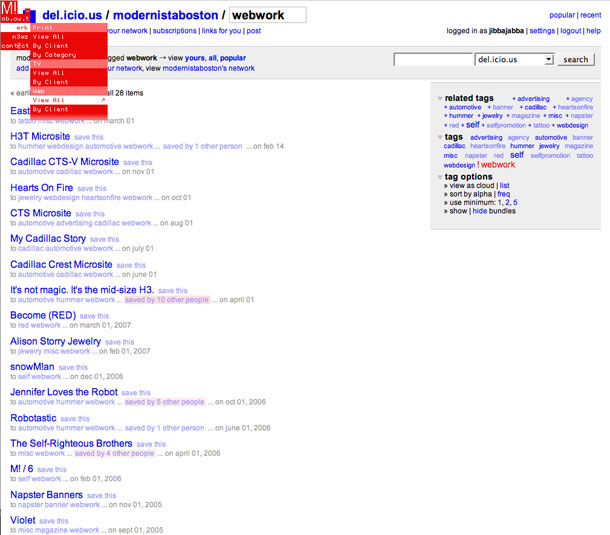 M!
ab.ou.t
work
n3wz
cont@ct
Print
View All
By Client
By Category
TV
View All
By Client
Web
View All
By Client
del.icio.us / modernistaboston / webwork
popular | recent
your network | subscriptions | links for you | post
logged in as jibbajabba | settings | logout | help
tagged webwork → view yours, all, popular
your network, view modernistaboston's network
del.icio.us search
« earl
all 28 items
East
save this
to tattoo misc webwork ... on march 01
H3T Microsite save this
to hummer webdesign automotive webwork ... saved by 1 other person ... on feb 14
Cadillac CTS-V Microsite save this
to automotive cadillac webwork ... on nov 01
Hearts On Fire save this
to jewelry webdesign heartsonfire webwork ... on oct 01
CTS Microsite save this
to automotive advertising cadillac webwork ... on aug 01
My Cadillac Story save this
to cadillac automotive webwork ... on july 01
Cadillac Crest Microsite save this
to automotive cadillac webwork ... on june 01
It's not magic. It's the mid-size H3. save this
to automotive hummer webwork ... saved by 10 other people ... on april 01
Become (RED) save this
to red webwork ... on march 01, 2007
Alison Storry Jewelry save this
to jewelry misc webwork ... on feb 01, 2007
snowM!an save this
to self webwork ... on dec 01, 2006
Jennifer Loves the Robot save this
to automotive hummer webwork ... saved by 5 other people ... on oct 01, 2006
Robotastic save this
to automotive hummer webwork ... saved by 1 other person ... on june 01, 2006
The Self-Righteous Brothers save this
to misc webwork ... saved by 4 other people ... on april 01, 2006
M! / 6 save this
to self webwork ... on feb 01, 2006
Napster Banners save this
to napster banner webwork ... on nov 01, 2005
Violet save this
to misc magazine webwork ... on sept 01, 2005
related tags + advertising + agency
+ automotive + banner + cadillac + heartsonfire
+ hummer + jewelry + magazine + misc + napster
+ red + self + selfpromotion + tattoo + webdesign
tags advertising agency automotive banner
cadillac heartsonfire hummer jewelry magazine
misc napster red self selfpromotion tattoo
webdesign ! webwork
tag options
» view as cloud | list
» sort by alpha | freq
» use minimum: 1, 2, 5
» show | hide bundles